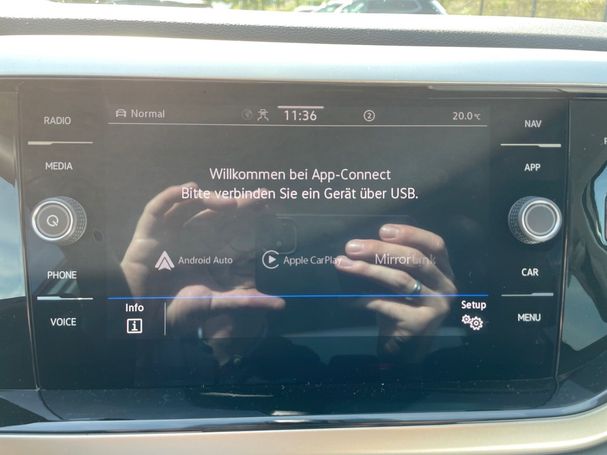 RADIO
MEDIA
PHONE
VOICE
Normal
11:36
2
20.0 °C
Willkommen bei App-Connect
Bitte verbinden Sie ein Gerät über USB.
Android Auto
Apple CarPlay
MirrorLink
Info
Setup
NAV
APP
CAR
MENU